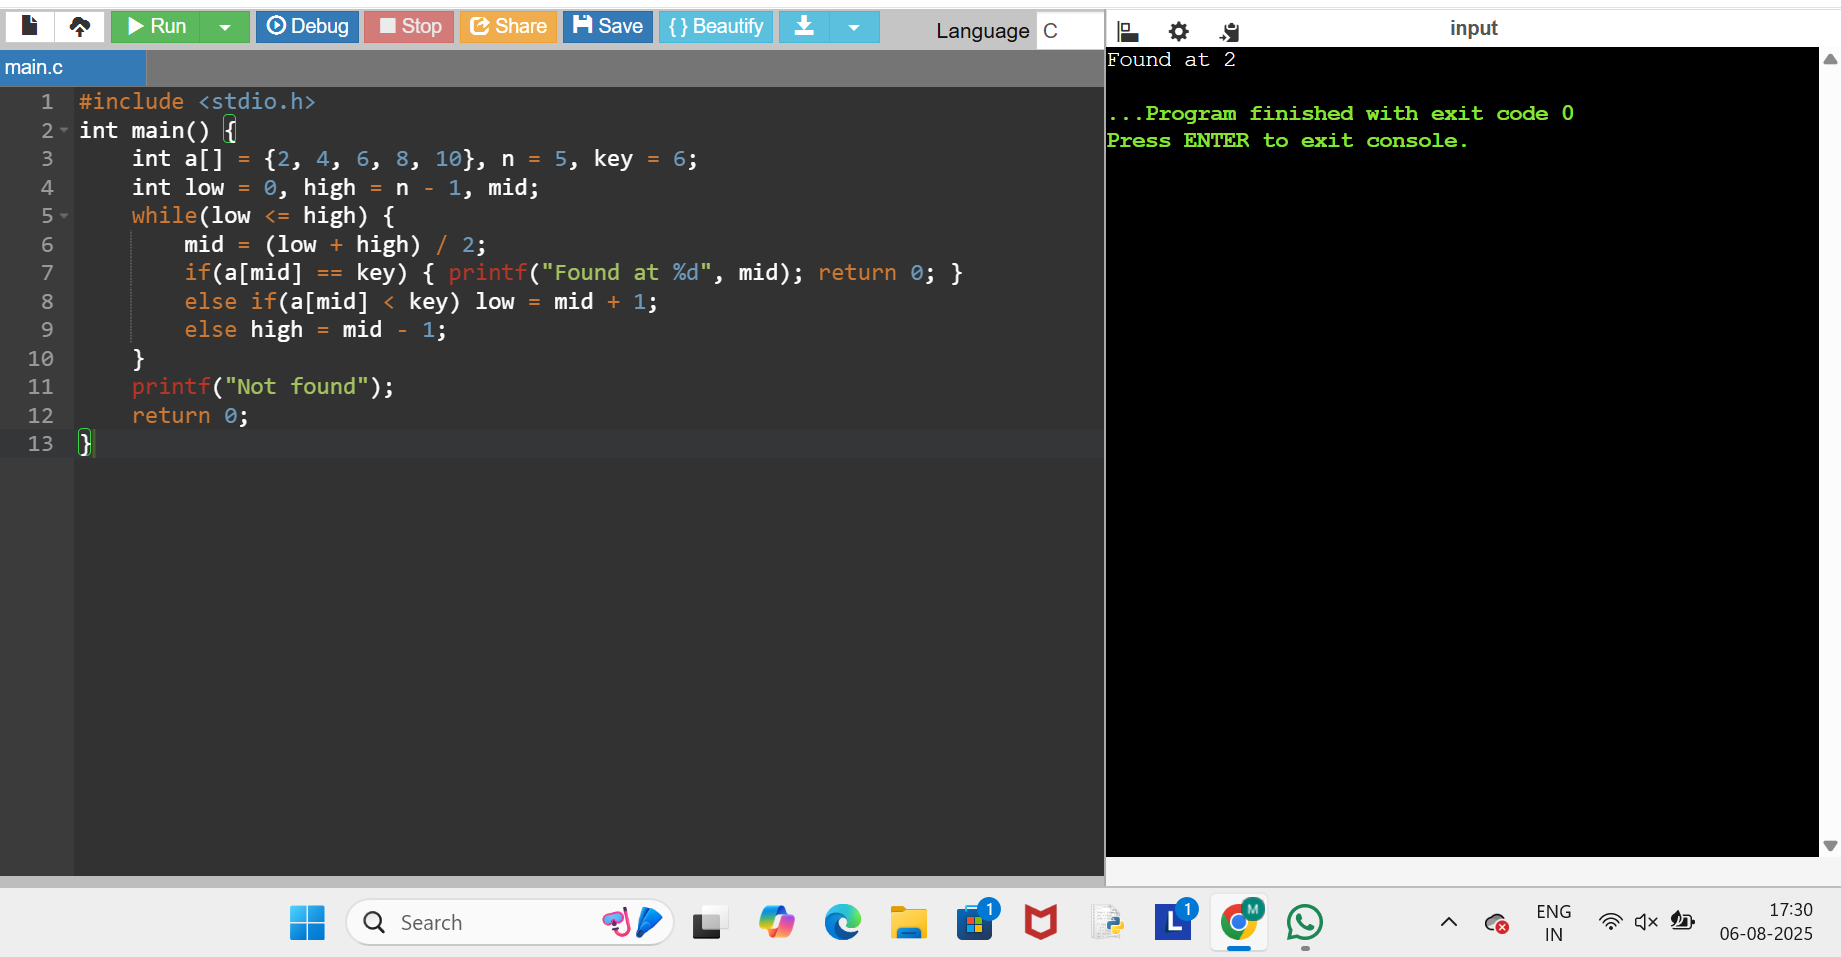 Run Debug Stop Share Save { } Beautify Language C
main.c
1 #include <stdio.h>
2 int main() {
3     int a[] = {2, 4, 6, 8, 10}, n = 5, key = 6;
4     int low = 0, high = n - 1, mid;
5     while(low <= high) {
6         mid = (low + high) / 2;
7         if(a[mid] == key) { printf("Found at %d", mid); return 0; }
8         else if(a[mid] < key) low = mid + 1;
9         else high = mid - 1;
10     }
11     printf("Not found");
12     return 0;
13 }
input
Found at 2
...Program finished with exit code 0
Press ENTER to exit console.
Search
1
L 1
M
ENG
IN
17:30
06-08-2025